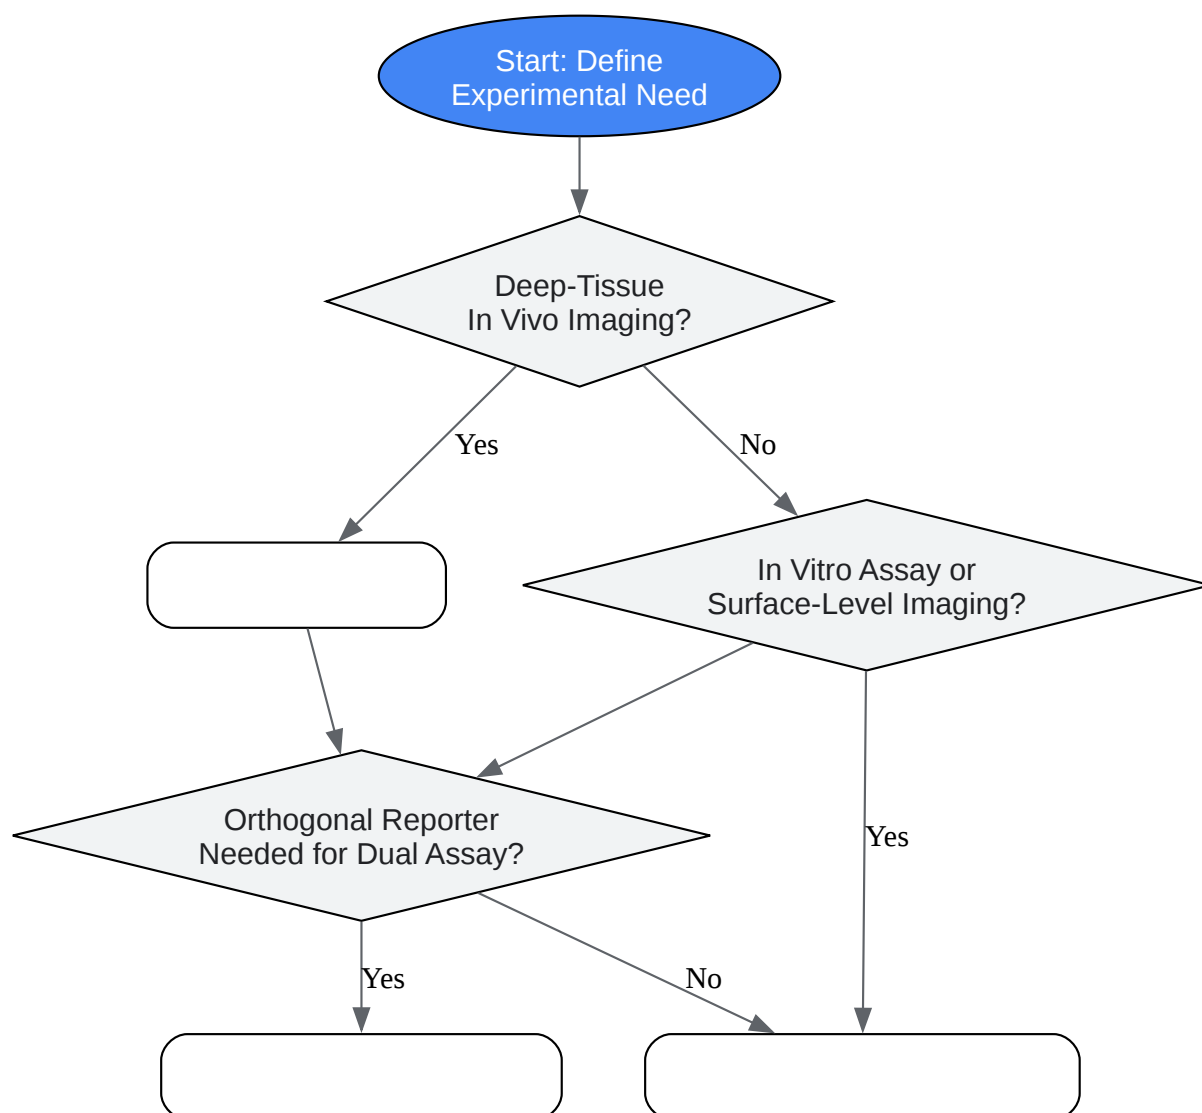 Start: Define
Experimental Need
Deep-Tissue
In Vivo Imaging?
Yes
No
In Vitro Assay or
Surface-Level Imaging?
Orthogonal Reporter
Needed for Dual Assay?
Yes
Yes
No